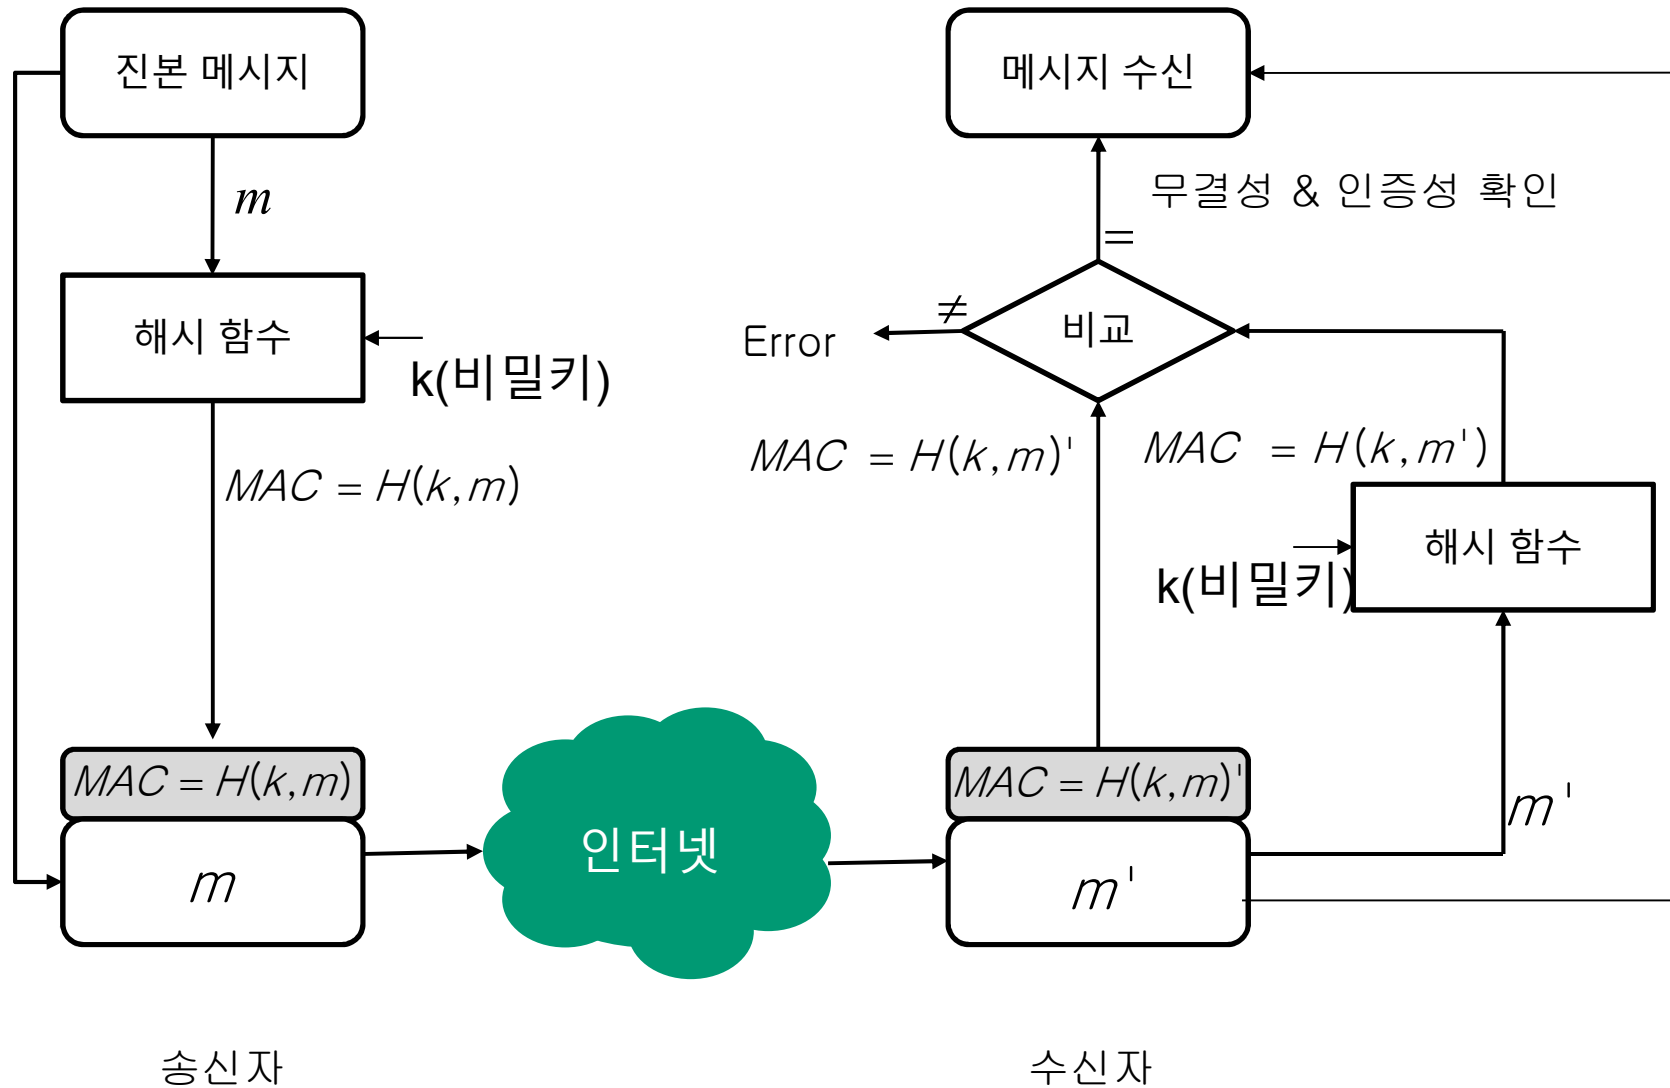 진본 메시지
m
해시 함수
k(비밀키)
MAC = H(k,m)
MAC = H(k,m)
m
송신자
인터넷
메시지 수신
무결성 & 인증성 확인
=
≠
비교
Error
MAC = H(k,m)'
MAC = H(k,m')
해시 함수
k(비밀키)
MAC = H(k,m)'
m'
m'
수신자